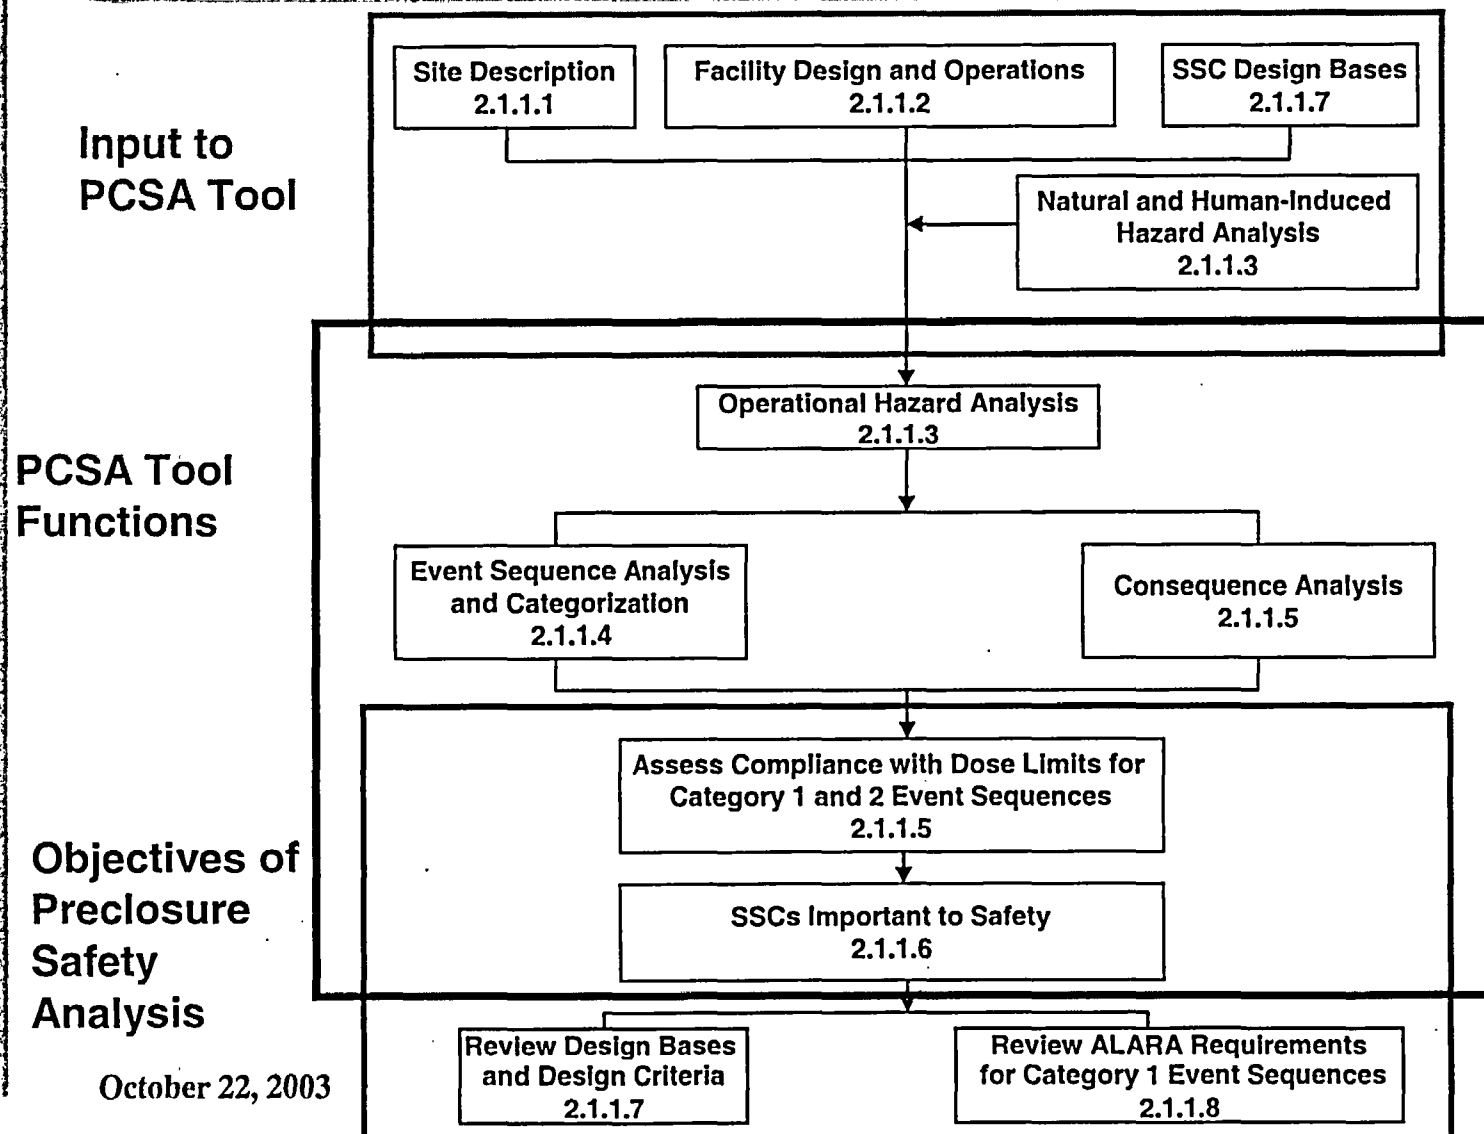 Site Description
2.1.1.1
Facility Design and Operations
2.1.1.2
SSC Design Bases
2.1.1.7
Input to
PCSA Tool
Natural and Human-Induced
Hazard Analysis
2.1.1.3
Operational Hazard Analysis
2.1.1.3
PCSA Tool
Functions
Event Sequence Analysis
and Categorization
2.1.1.4
Consequence Analysis
2.1.1.5
Assess Compliance with Dose Limits for
Category 1 and 2 Event Sequences
2.1.1.5
Objectives of
Preclosure
Safety
Analysis
SSCs Important to Safety
2.1.1.6
Review Design Bases
and Design Criteria
2.1.1.7
Review ALARA Requirements
for Category 1 Event Sequences
2.1.1.8
October 22, 2003